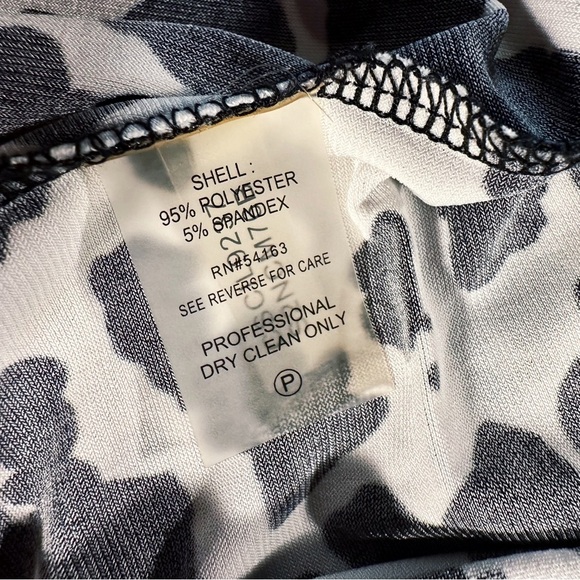 SHELL :
95% POLYESTER
5% SPANDEX
RN#54163
SEE REVERSE FOR CARE
PROFESSIONAL
DRY CLEAN ONLY
P